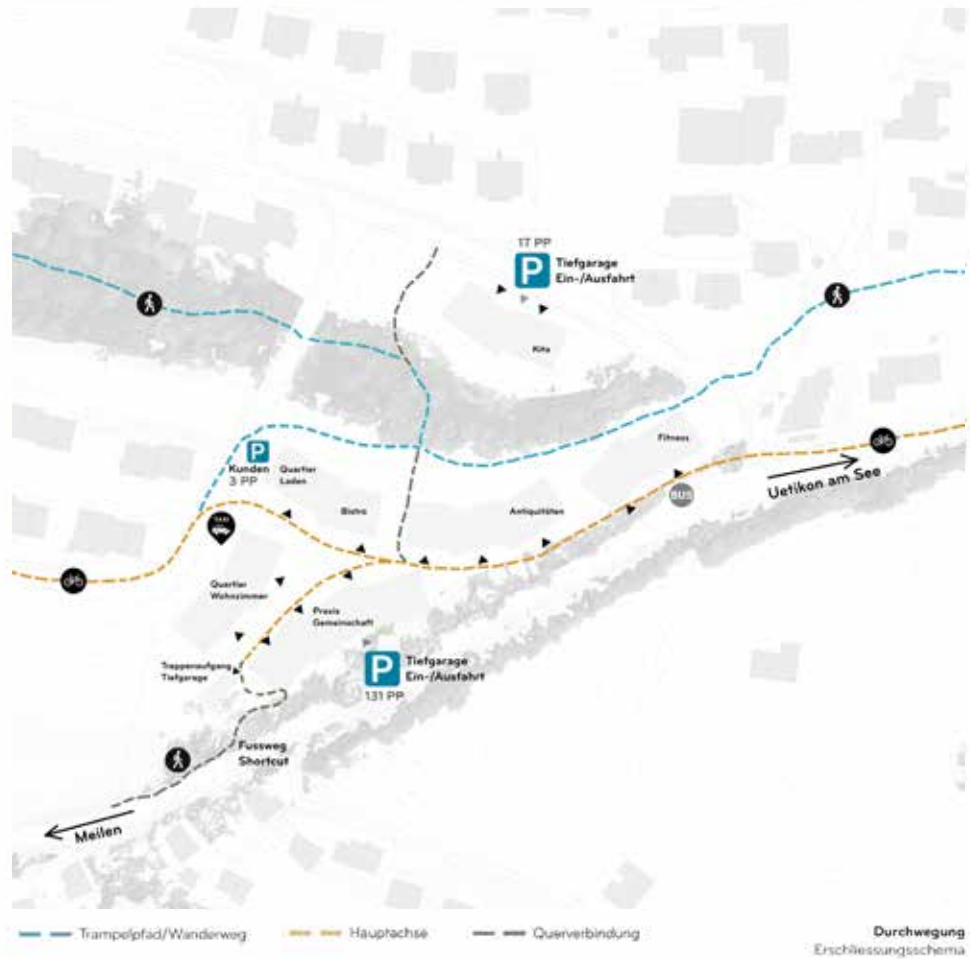 17 PP
P
Tiefgarage
Ein-/Ausfahrt
Kita
Fitness
P
Kunden
3 PP
Quartier
Laden
BUS
Uetikon am See
TAXI
Bistro
Antiquitäten
Quartier
Wohnzimmer
Praxis
Gemeinschaft
Treppenaufgang
Tiefgarage
P
Tiefgarage
Ein-/Ausfahrt
131 PP
Fussweg
Shortcut
Meilen
Trampelpfad/Wanderweg
Hauptachse
Querverbindung
Durchwegung
Erschliessungsschema